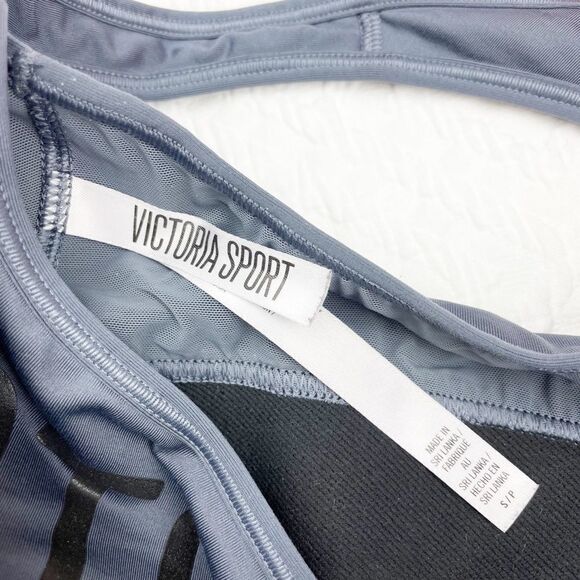 VICTORIA SPORT
MADE IN
SRI LANKA /
FABRIQUÉ
AU
SRI LANKA /
HECHO EN
SRI LANKA
S / P